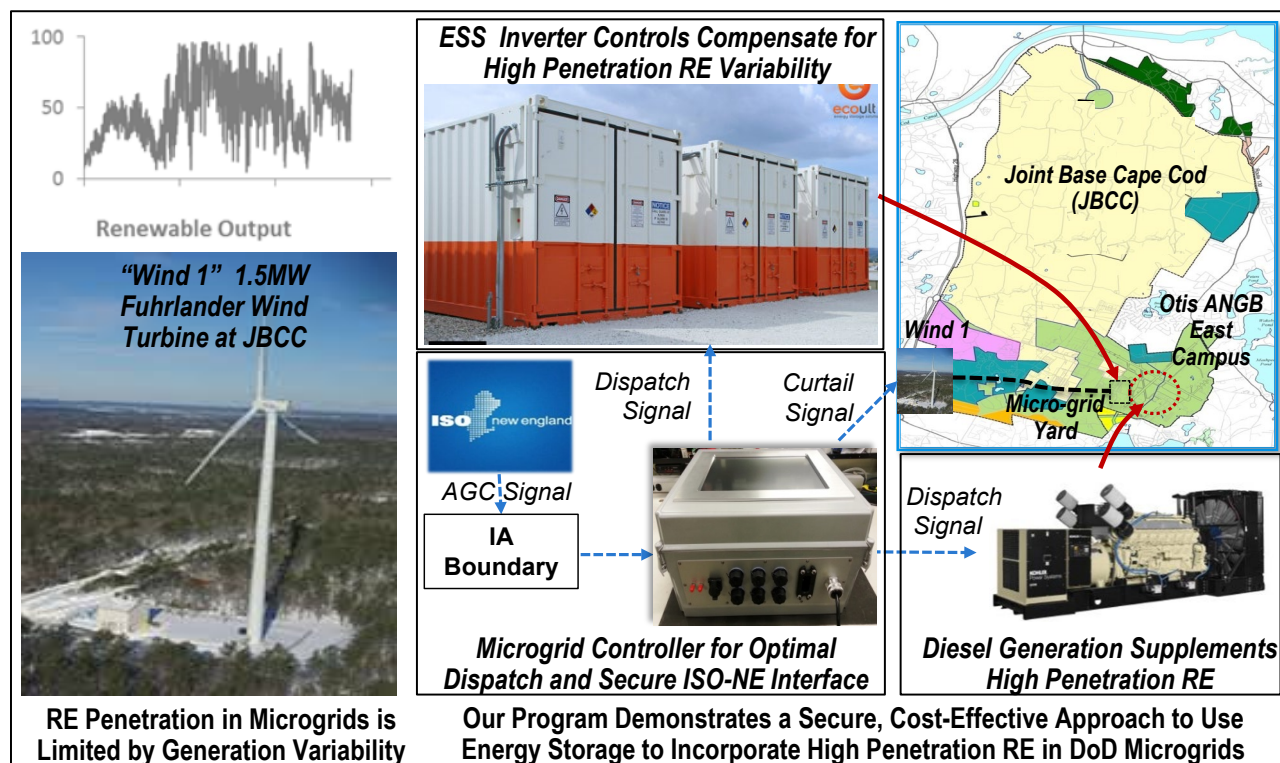 100
50
0
Renewable Output
“Wind 1” 1.5MW
Fuhrlander Wind
Turbine at JBCC
RE Penetration in Microgrids is
Limited by Generation Variability
ESS Inverter Controls Compensate for
High Penetration RE Variability
ecoult
Dispatch
Signal
Curtail
Signal
ISO new england
AGC Signal
IA
Boundary
Microgrid Controller for Optimal
Dispatch and Secure ISO-NE Interface
Joint Base Cape Cod
(JBCC)
Otis ANGB
East
Campus
Wind 1
Micro-grid
Yard
Dispatch
Signal
KOHLER
Diesel Generation Supplements
High Penetration RE
Our Program Demonstrates a Secure, Cost-Effective Approach to Use
Energy Storage to Incorporate High Penetration RE in DoD Microgrids